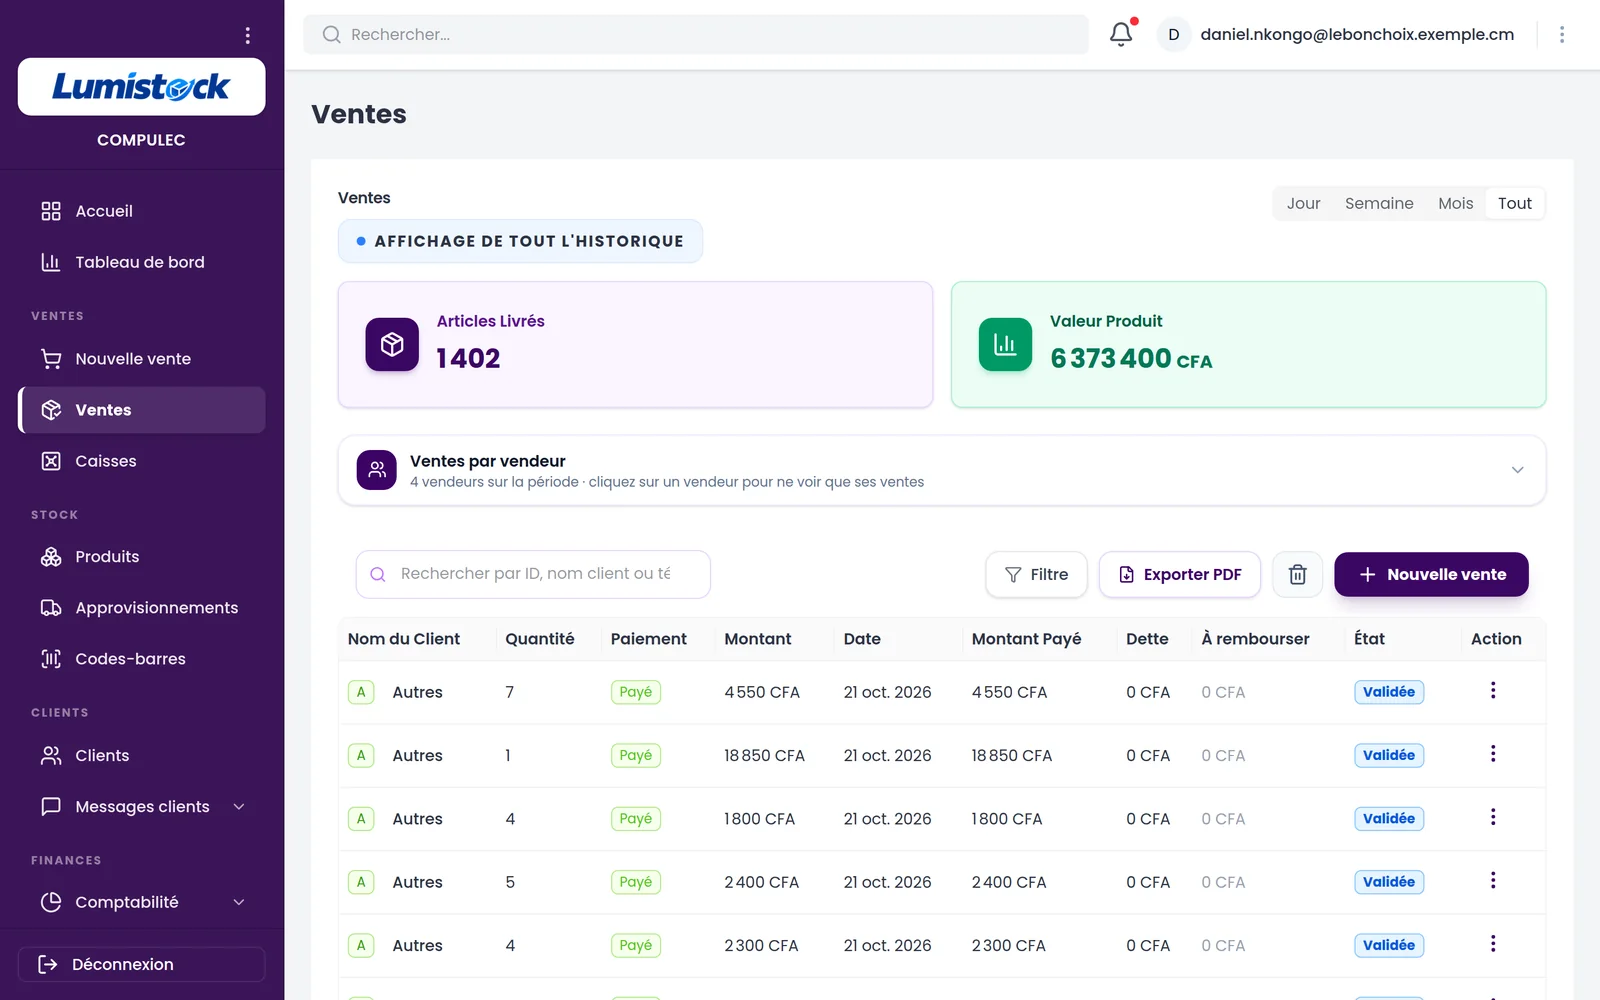 Lumistock
COMPULEC
Accueil
Tableau de bord
VENTES
Nouvelle vente
Ventes
Caisses
STOCK
Produits
Approvisionnements
Codes-barres
CLIENTS
Clients
Messages clients
FINANCES
Comptabilité
Déconnexion
Rechercher...
D daniel.nkongo@lebonchoix.exemple.cm
Ventes
Ventes
Jour Semaine Mois Tout
AFFICHAGE DE TOUT L'HISTORIQUE
Articles Livrés
1 402
Valeur Produit
6 373 400 CFA
Ventes par vendeur
4 vendeurs sur la période · cliquez sur un vendeur pour ne voir que ses ventes
Rechercher par ID, nom client ou té
Filtre
Exporter PDF
Nouvelle vente
Nom du Client Quantité Paiement Montant Date Montant Payé Dette À rembourser État Action
A Autres 7 Payé 4 550 CFA 21 oct. 2026 4 550 CFA 0 CFA 0 CFA Validée
A Autres 1 Payé 18 850 CFA 21 oct. 2026 18 850 CFA 0 CFA 0 CFA Validée
A Autres 4 Payé 1 800 CFA 21 oct. 2026 1 800 CFA 0 CFA 0 CFA Validée
A Autres 5 Payé 2 400 CFA 21 oct. 2026 2 400 CFA 0 CFA 0 CFA Validée
A Autres 4 Payé 2 300 CFA 21 oct. 2026 2 300 CFA 0 CFA 0 CFA Validée